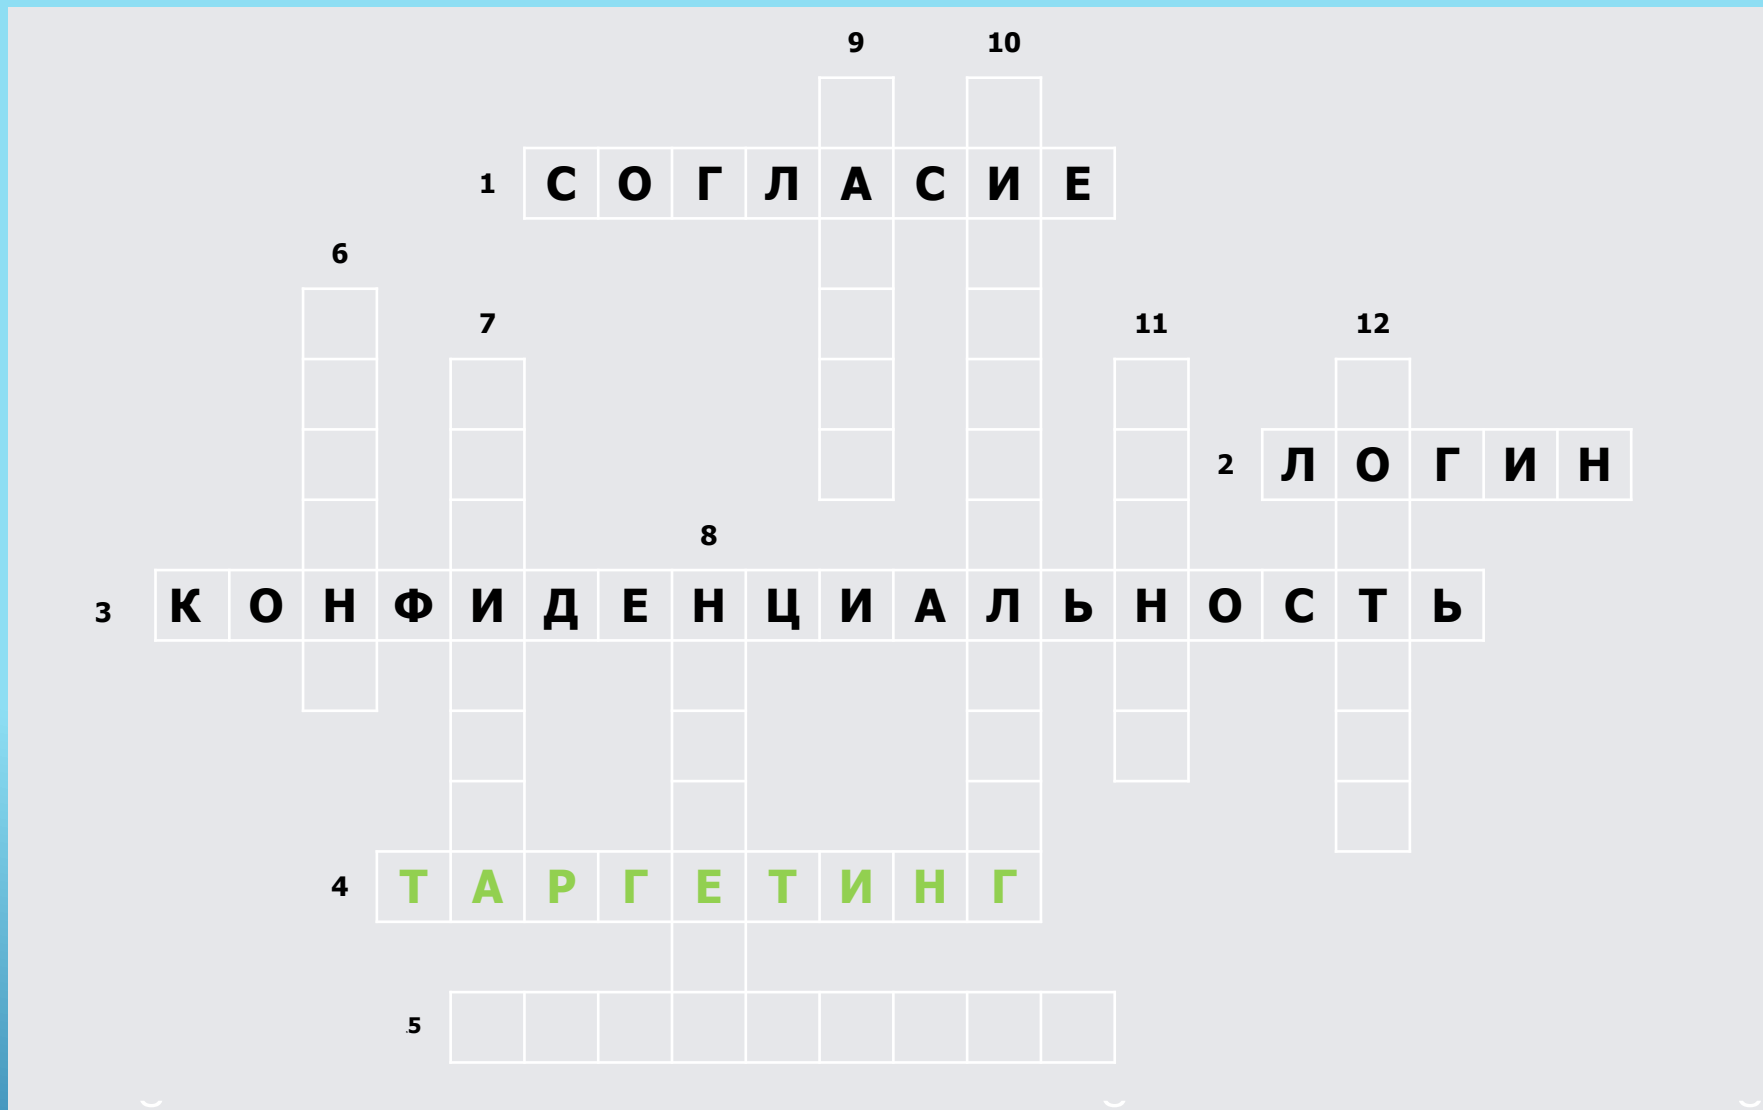 9 10
1 СОГЛАСИЕ
6
7 11 12
2 ЛОГИН
8
3 КОНФИДЕНЦИАЛЬНОСТЬ
4 ТАРГЕТИНГ
5